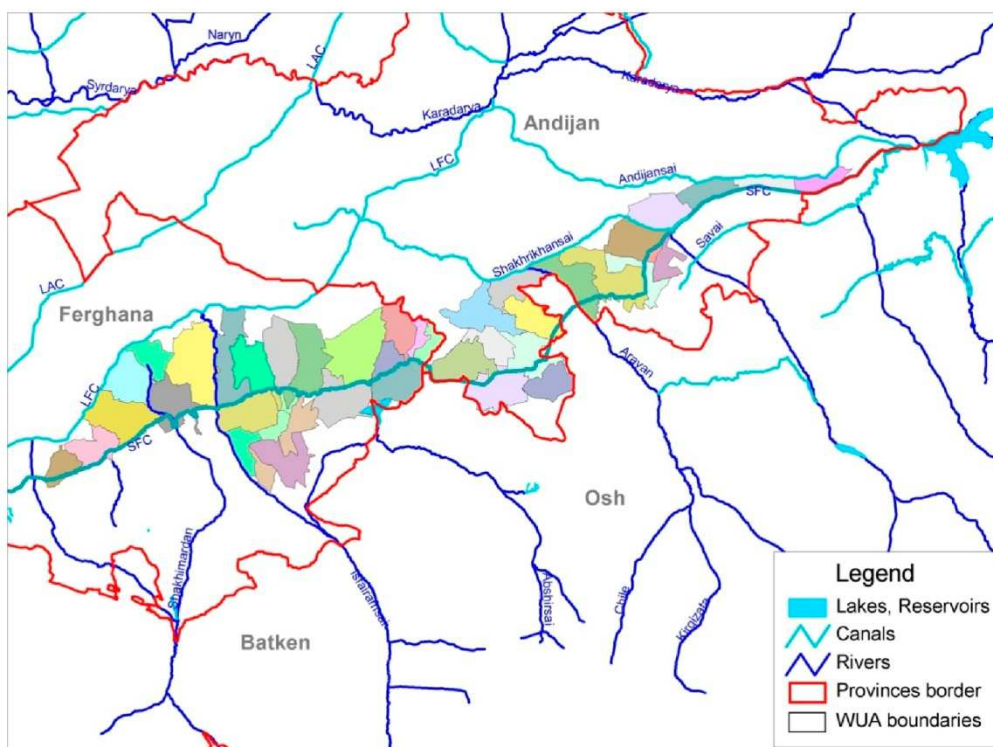 Naryn
LAC
Syrdarya
Karadarya
Karadarya
Andijan
LFC
Andijansai
SFC
Savai
Shakhrikhansai
LAC
Ferghana
Aravan
LFC
SFC
Osh
Shakhimardan
Abshirsai
Chile
Kirgizata
Batken
Legend
Lakes, Reservoirs
Canals
Rivers
Provinces border
WUA boundaries